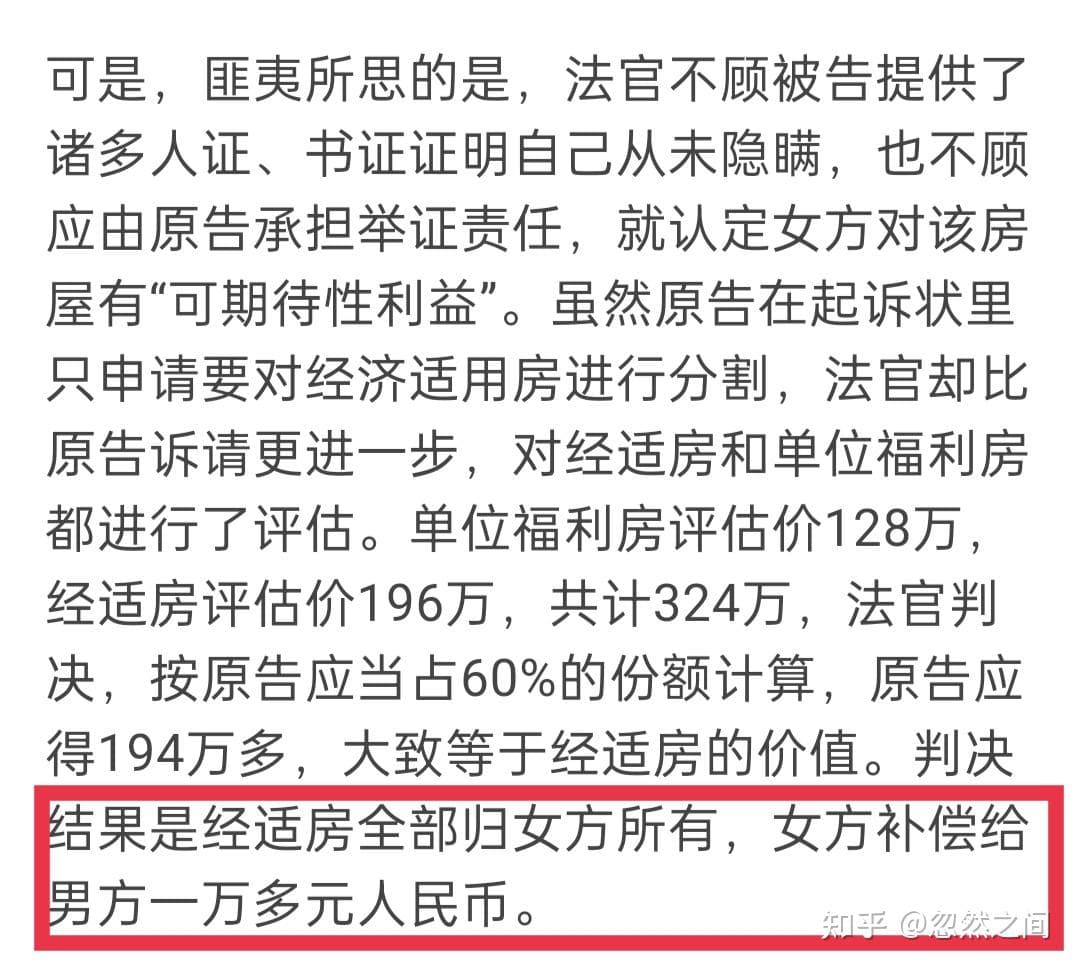 可是，匪夷所思的是，法官不顾被告提供了
诸多人证、书证证明自己从未隐瞒，也不顾
应由原告承担举证责任，就认定女方对该房
屋有“可期待性利益”。虽然原告在起诉状里
只申请要对经济适用房进行分割，法官却比
原告诉请更进一步，对经适房和单位福利房
都进行了评估。单位福利房评估价128万，
经适房评估价196万，共计324万，法官判
决，按原告应当占60%的份额计算，原告应
得194万多，大致等于经适房的价值。判决
结果是经适房全部归女方所有，女方补偿给
男方一万多元人民币。
知乎 @忽然之间